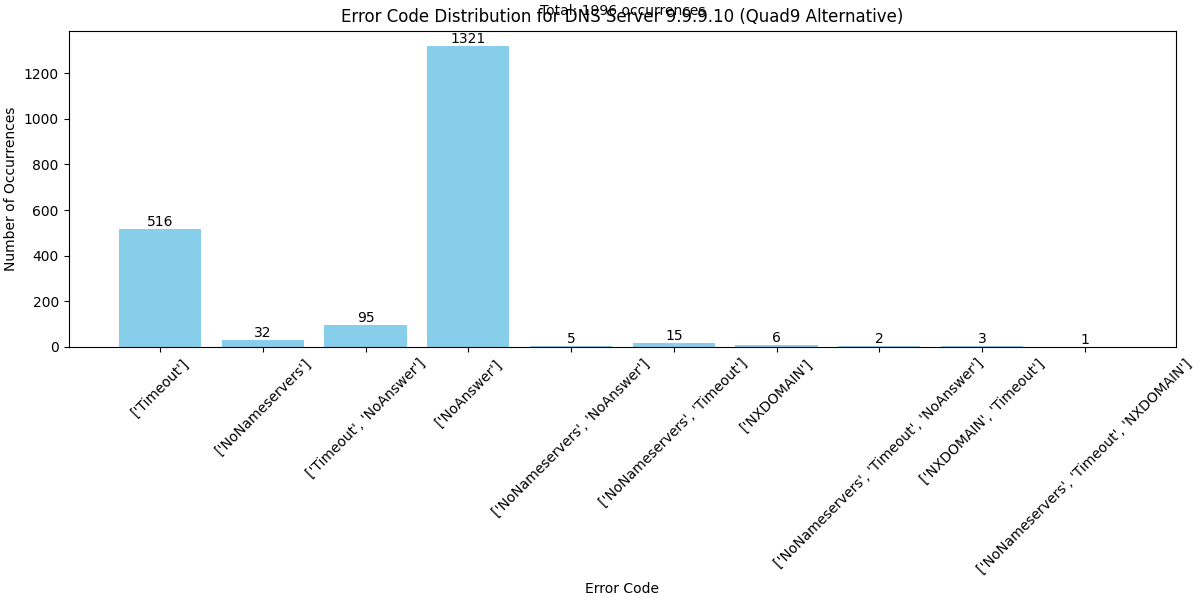 Total: 1996 occurrences
Error Code Distribution for DNS Server 9.9.9.10 (Quad9 Alternative)
Number of Occurrences
1200
1000
800
600
400
200
0
516
32
95
1321
5
15
6
2
3
1
['Timeout']
['NoNameservers']
['Timeout', 'NoAnswer']
['NoAnswer']
['NoNameservers', 'NoAnswer']
['NoNameservers', 'Timeout']
['NXDOMAIN']
['NoNameservers', 'Timeout', 'NoAnswer']
['NXDOMAIN', 'Timeout']
['NoNameservers', 'Timeout', 'NXDOMAIN']
Error Code